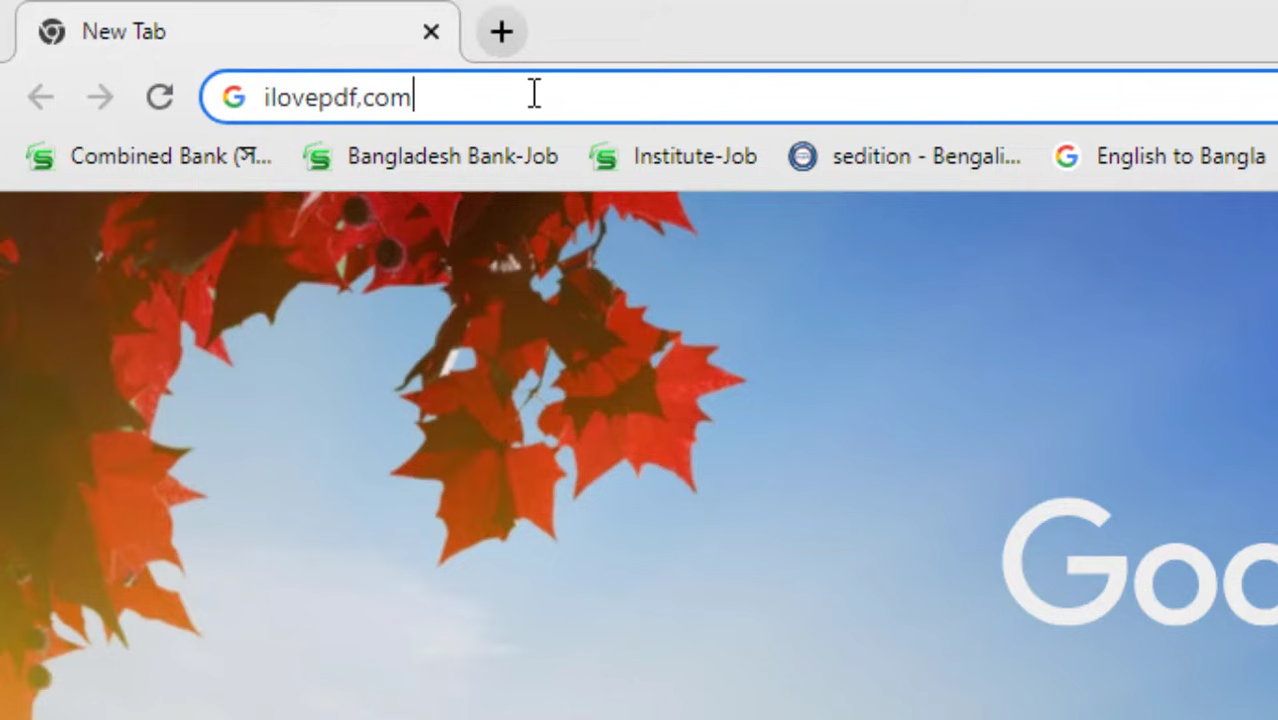 New Tab
ilovepdf,com
Combined Bank (স... Bangladesh Bank-Job Institute-Job sedition - Bengali... English to Bangla
Goo